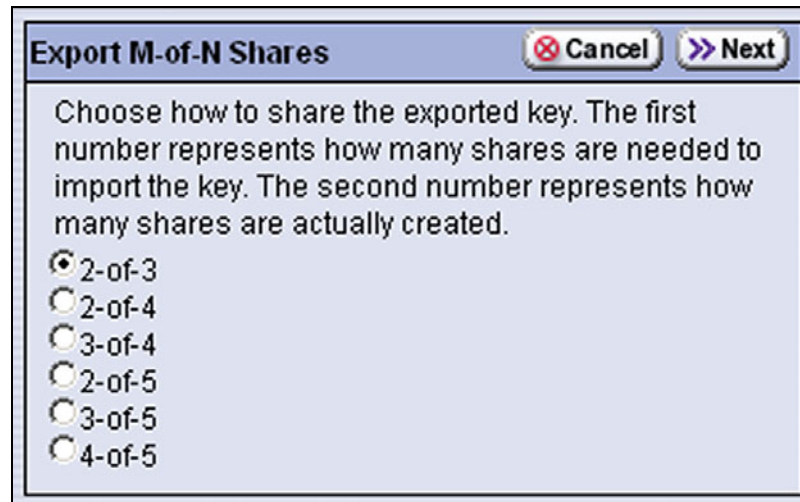 Export M-of-N Shares Cancel Next
Choose how to share the exported key. The first
number represents how many shares are needed to
import the key. The second number represents how
many shares are actually created.
2-of-3
2-of-4
3-of-4
2-of-5
3-of-5
4-of-5